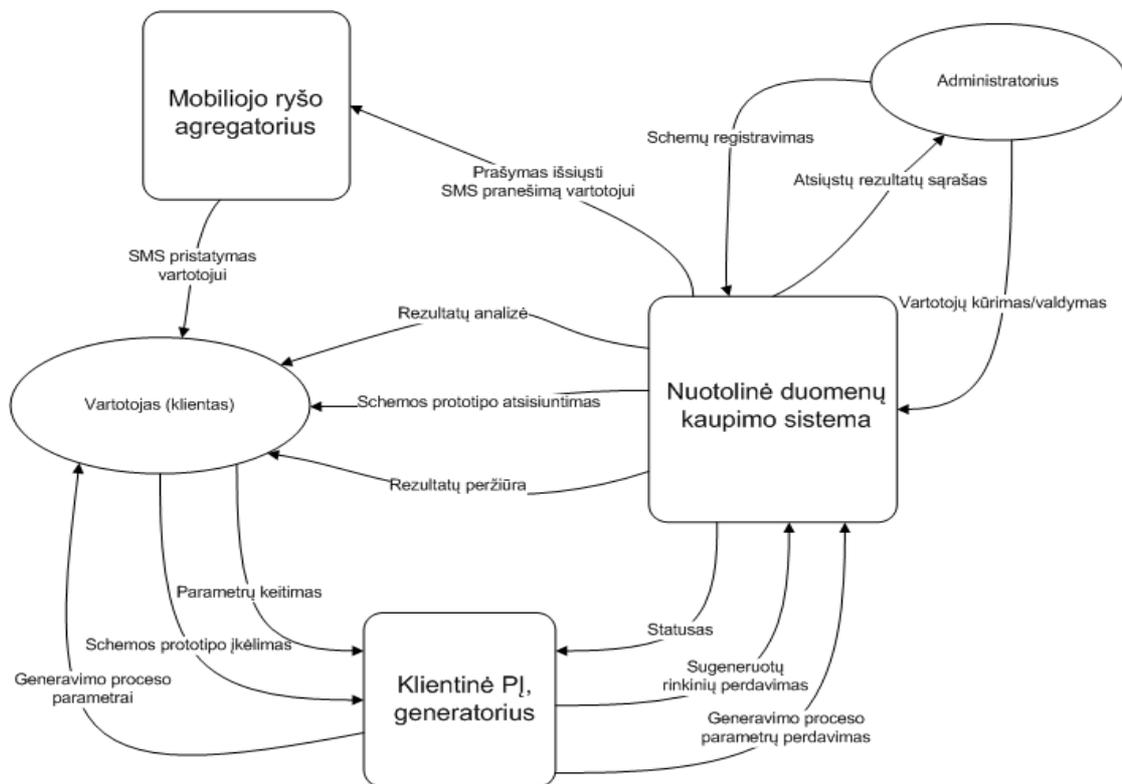 Mobiliojo ryšo
agregatorius
Administratorius
Schemų registravimas
Prašymas išsiųsti
SMS pranešimą vartotojui
Atsiųstų rezultatų sąrašas
SMS pristatymas
vartotojui
Rezultatų analizė
Vartotojų kūrimas/valdymas
Vartotojas (klientas)
Schemos prototipo atsisiuntimas
Nuotolinė duomenų
kaupimo sistema
Rezultatų peržiūra
Parametrų keitimas
Schemos prototipo įkėlimas
Statusas
Generavimo proceso
parametrai
Klientinė PĮ,
generatorius
Sugeneruotų
rinkinių perdavimas
Generavimo proceso
parametrų perdavimas